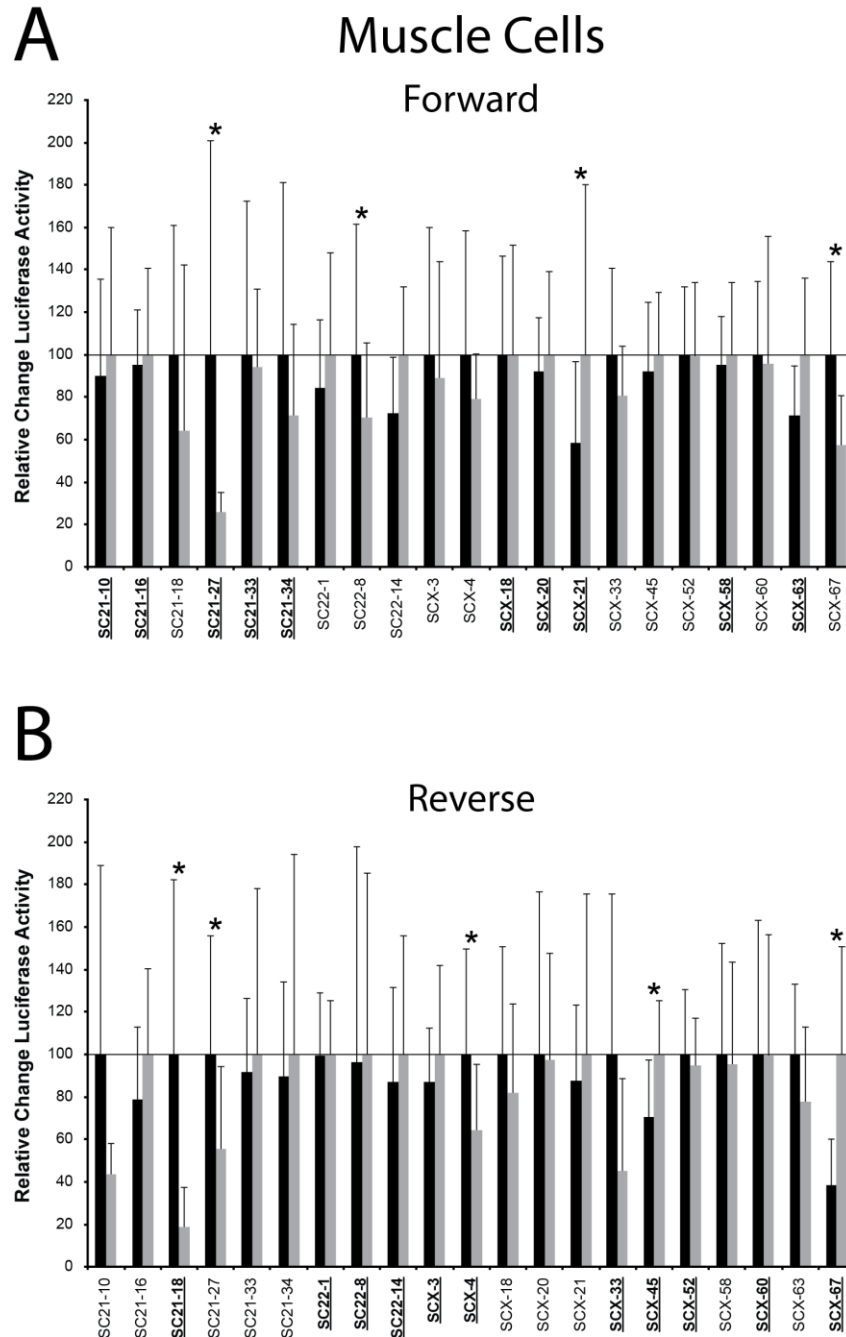 A
Muscle Cells
Forward
Relative Change Luciferase Activity
220
200
180
160
140
120
100
80
60
40
20
0
*
*
*
*
SC21-10
SC21-16
SC21-18
SC21-27
SC21-33
SC21-34
SC22-1
SC22-8
SC22-14
SCX-3
SCX-4
SCX-18
SCX-20
SCX-21
SCX-33
SCX-45
SCX-52
SCX-58
SCX-60
SCX-63
SCX-67
B
Reverse
Relative Change Luciferase Activity
220
200
180
160
140
120
100
80
60
40
20
0
*
*
*
*
*
SC21-10
SC21-16
SC21-18
SC21-27
SC21-33
SC21-34
SC22-1
SC22-8
SC22-14
SCX-3
SCX-4
SCX-18
SCX-20
SCX-21
SCX-33
SCX-45
SCX-52
SCX-58
SCX-60
SCX-63
SCX-67